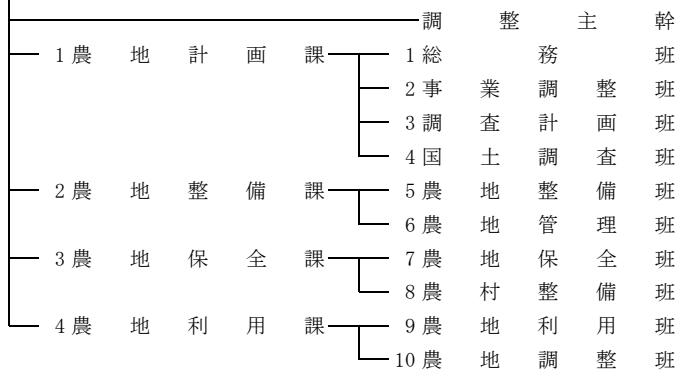 調整主幹
1農地計画課 1総務班
2事業調整班
3調査計画班
4国土調査班
2農地整備課 5農地整備班
6農地管理班
3農地保全課 7農地保全班
8農村整備班
4農地利用課 9農地利用班
10農地調整班